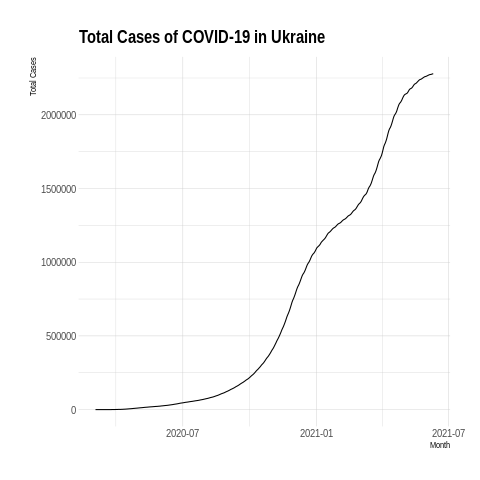 Total Cases of COVID-19 in Ukraine
Total Cases
2000000
1500000
1000000
500000
0
2020-07
2021-01
2021-07
Month